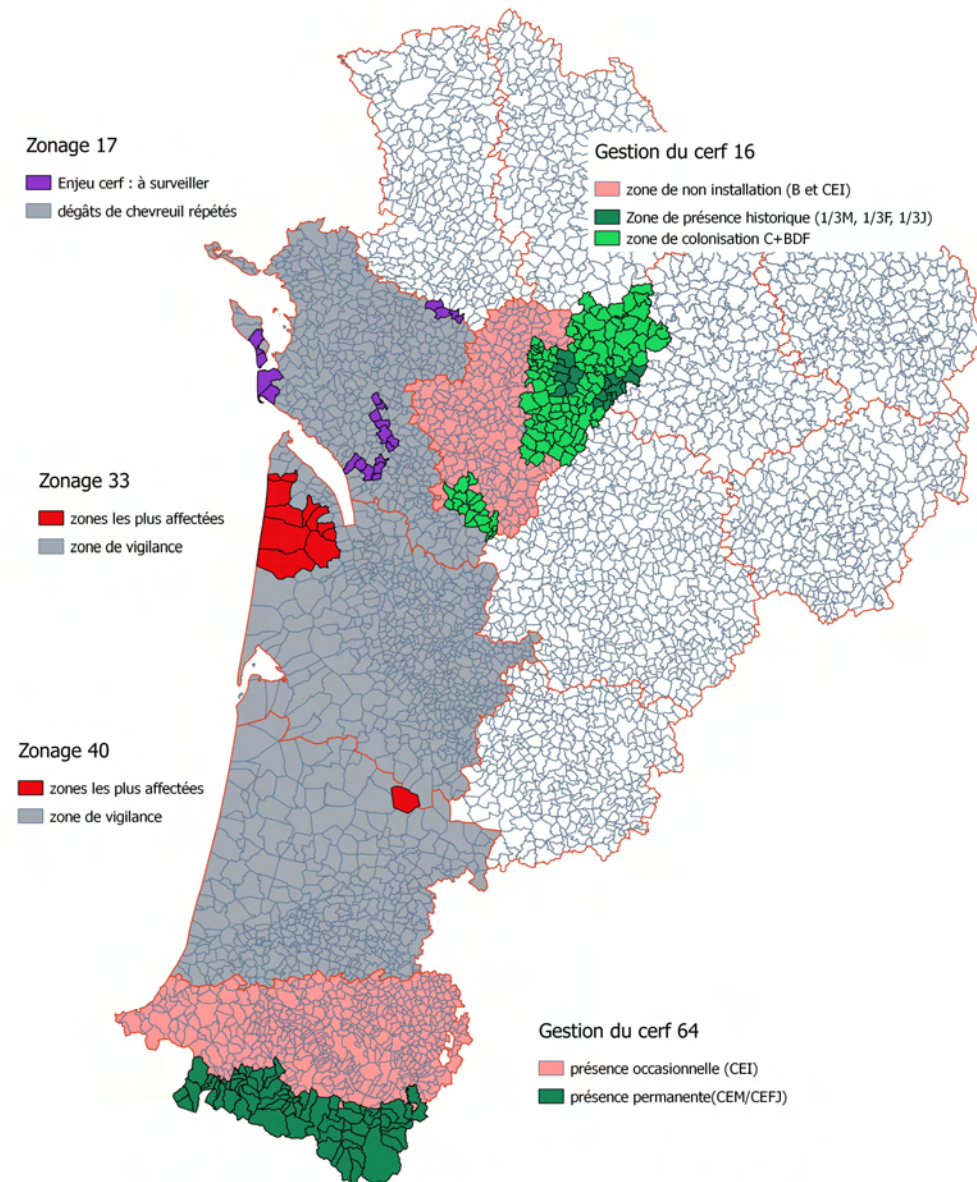 Zonage 17
Enjeu cerf : à surveiller
dégâts de chevreuil répétés
Gestion du cerf 16
zone de non installation (B et CEI)
Zone de présence historique (1/3M, 1/3F, 1/3J)
zone de colonisation C+BDF
Zonage 33
zones les plus affectées
zone de vigilance
Zonage 40
zones les plus affectées
zone de vigilance
Gestion du cerf 64
présence occasionnelle (CEI)
présence permanente(CEM/CEFJ)